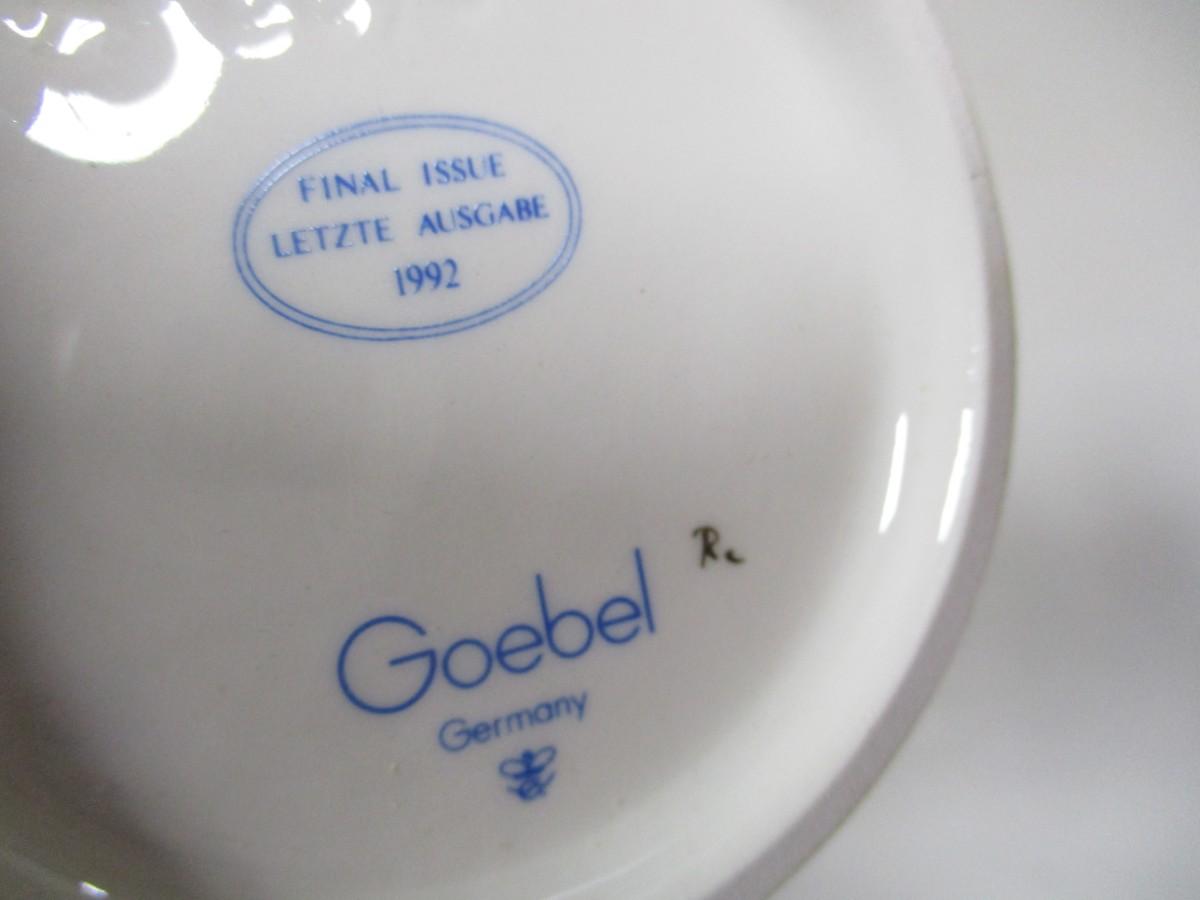 FINAL ISSUE
LETZTE AUSGABE
1992
Goebel
Germany